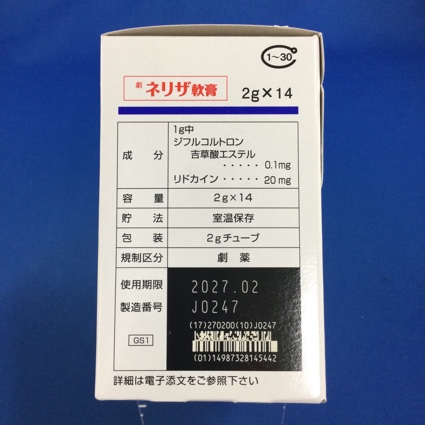 1~30°
劇 ネリザ軟膏 2g×14
成分
1g中
ジフルコルトロン
吉草酸エステル
・・・・・ 0.1mg
リドカイン・・・・・ 20mg
容量 2g×14
貯法 室温保存
包装 2gチューブ
規制区分 劇薬
使用期限 2027.02
製造番号 J0247
(17)270200(10)J0247
GS1
(01)14987328145442
詳細は電子添文をご参照下さい